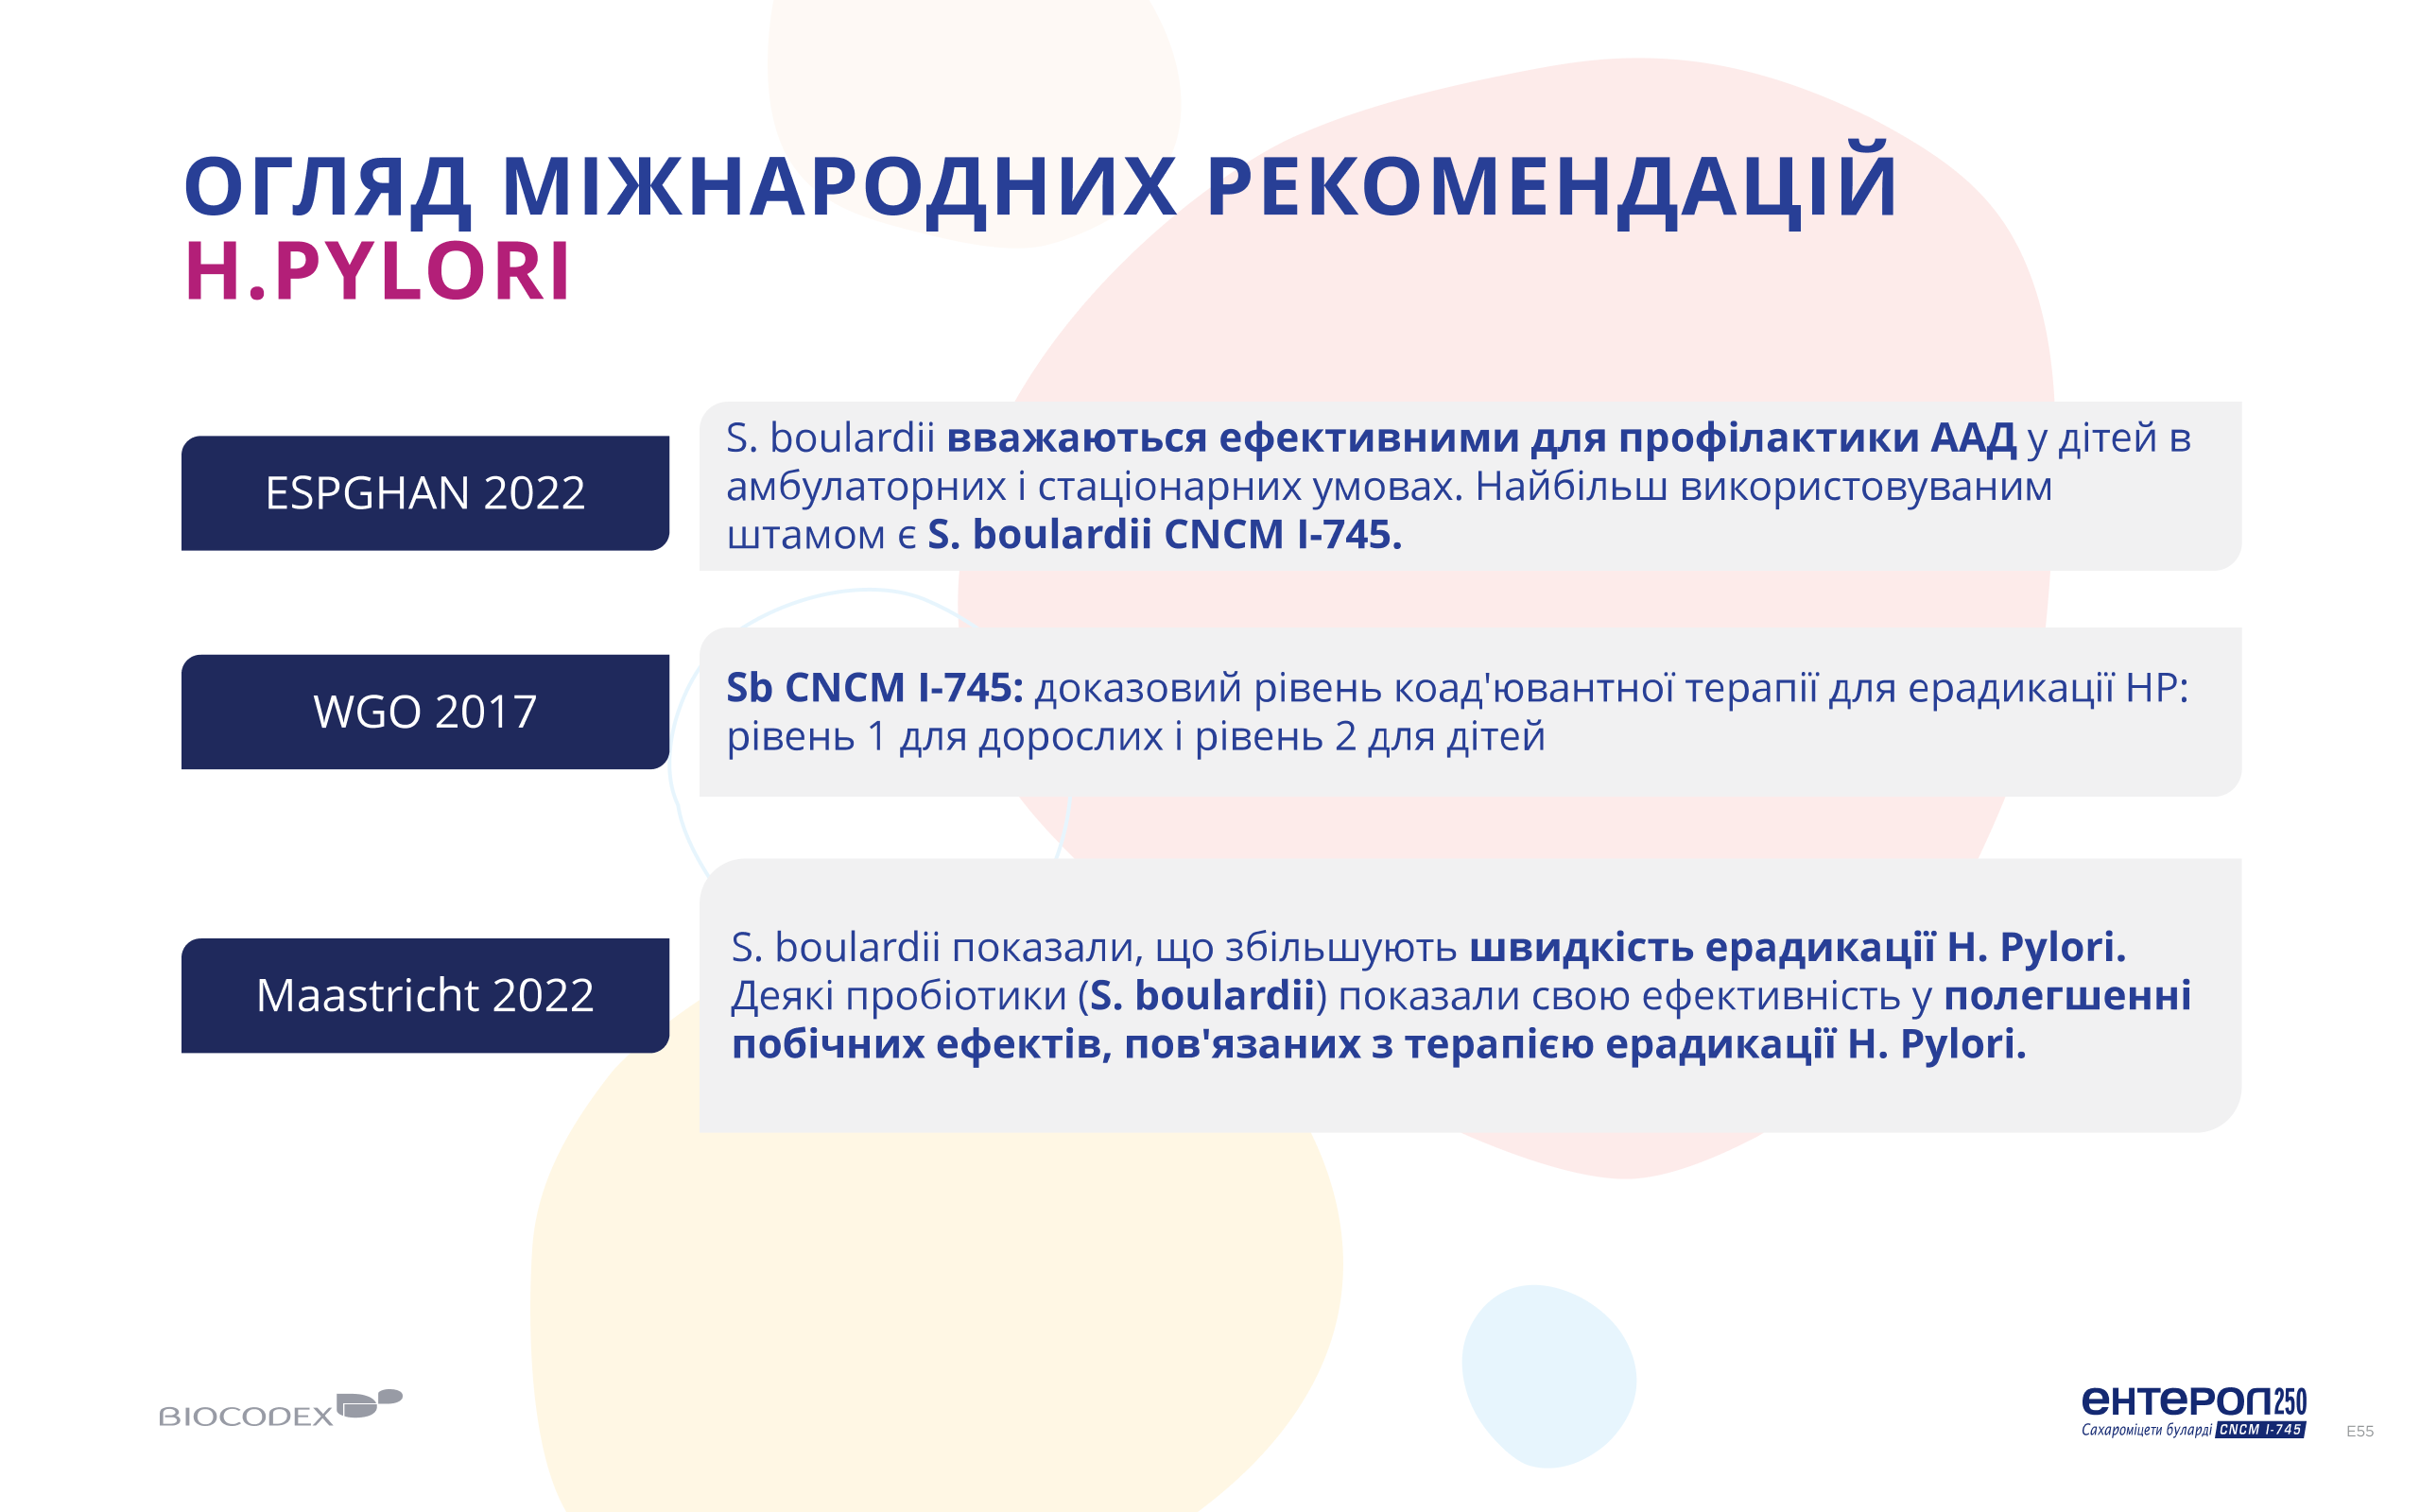 ОГЛЯД МІЖНАРОДНИХ РЕКОМЕНДАЦІЙ
H.PYLORI
ESPGHAN 2022
S. boulardii вважаються ефективними для профілактики ААД у дітей в
амбулаторних і стаціонарних умовах. Найбільш використовуваним
штамом є S. boulardii CNCM I-745.
WGO 2017
Sb CNCM I-745: доказовий рівень коад'ювантної терапії для ерадикації HP:
рівень 1 для дорослих і рівень 2 для дітей
Maastricht 2022
S. boulardii показали, що збільшують швидкість ерадикації H. Pylori.
Деякі пробіотики (S. boulardii) показали свою ефективність у полегшенні
побічних ефектів, пов'язаних з терапією ерадикації H. Pylori.
BIOCODEX
ентерол250
Сахароміцети буларді CNCM I-745
E55